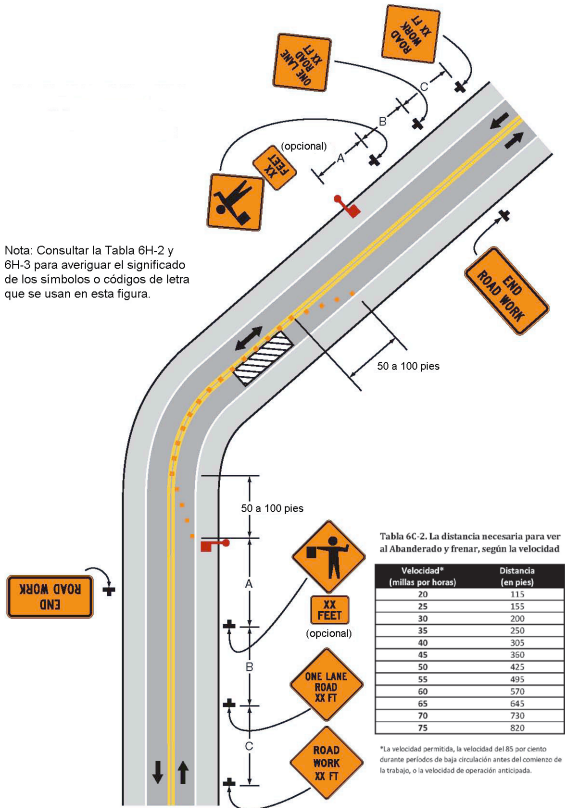 ROAD
WORK
XX FT
ONE LANE
ROAD
XX FT
C
B
A
(opcional)
XX
FEET
Nota: Consultar la Tabla 6H-2 y
6H-3 para averiguar el significado
de los símbolos o códigos de letra
que se usan en esta figura.
END
ROAD WORK
50 a 100 pies
50 a 100 pies
A
B
C
END
ROAD WORK
XX
FEET
(opcional)
ONE LANE
ROAD
XX FT
ROAD
WORK
XX FT
Tabla 6C-2. La distancia necesaria para ver
al Abanderado y frenar, según la velocidad
Velocidad* Distancia
(millas por horas) (en pies)
20 115
25 155
30 200
35 250
40 305
45 360
50 425
55 495
60 570
65 645
70 730
75 820
*La velocidad permitida, la velocidad del 85 por ciento
durante períodos de baja circulación antes del comienzo de
la trabajo, o la velocidad de operación anticipada.